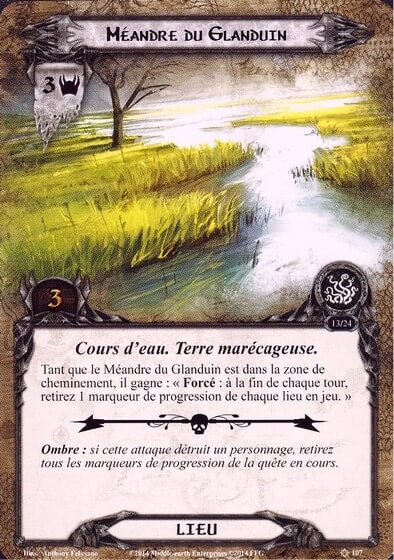 Méandre du Glanduin
3
3
13/24
Cours d'eau. Terre marécageuse.
Tant que le Méandre du Glanduin est dans la zone de
cheminement, il gagne : « Forcé : à la fin de chaque tour,
retirez 1 marqueur de progression de chaque lieu en jeu. »
Ombre : si cette attaque détruit un personnage, retirez
tous les marqueurs de progression de la quête en cours.
LIEU
Illus. Anthony Feliciano
©2014 Middle-earth Enterprises ©2014 FFG
107